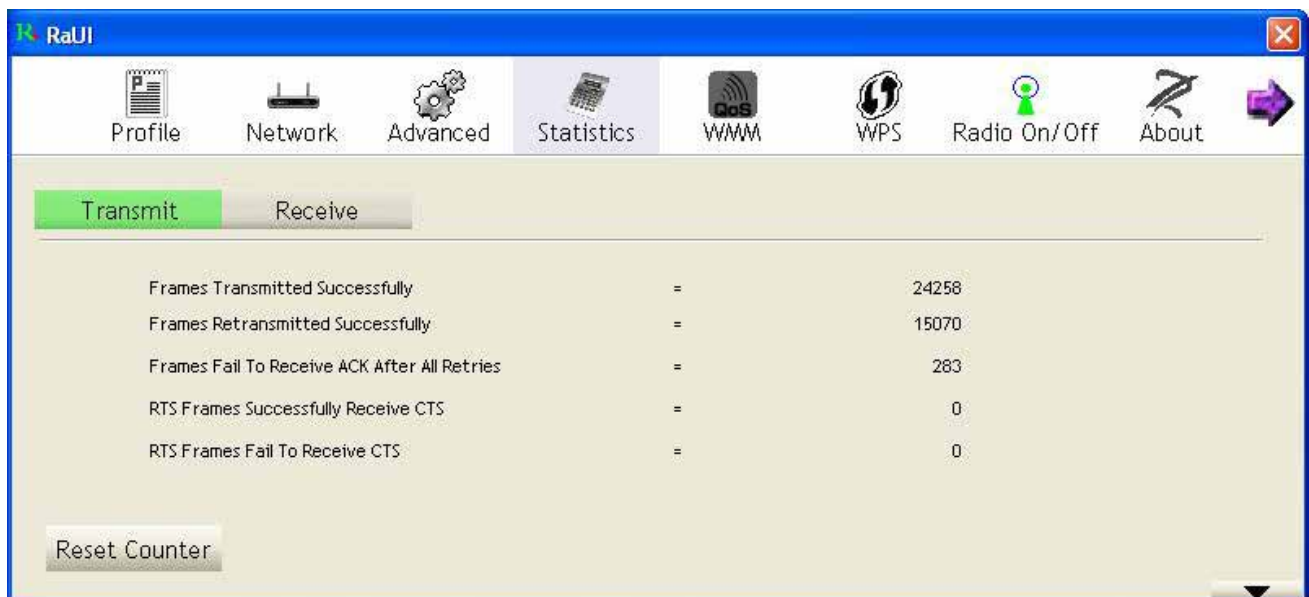 R RaUI
P
QoS
Profile Network Advanced Statistics WMM WPS Radio On/Off About
Transmit Receive
Frames Transmitted Successfully = 24258
Frames Retransmitted Successfully = 15070
Frames Fail To Receive ACK After All Retries = 283
RTS Frames Successfully Receive CTS = 0
RTS Frames Fail To Receive CTS = 0
Reset Counter